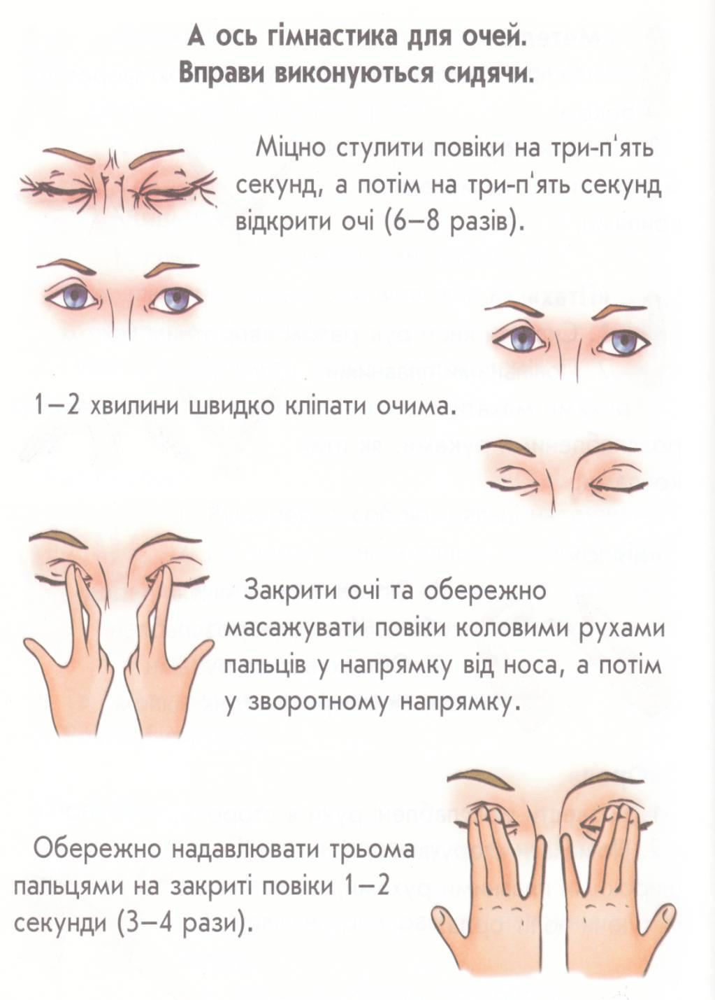 А ось гімнастика для очей.
Вправи виконуються сидячи.
Міцно стулити повіки на три-п'ять
секунд, а потім на три-п'ять секунд
відкрити очі (6—8 разів).
1—2 хвилини швидко кліпати очима.
Закрити очі та обережно
масажувати повіки коловими рухами
пальців у напрямку від носа, а потім
у зворотному напрямку.
Обережно надавлювати трьома
пальцями на закриті повіки 1—2
секунди (3—4 рази).